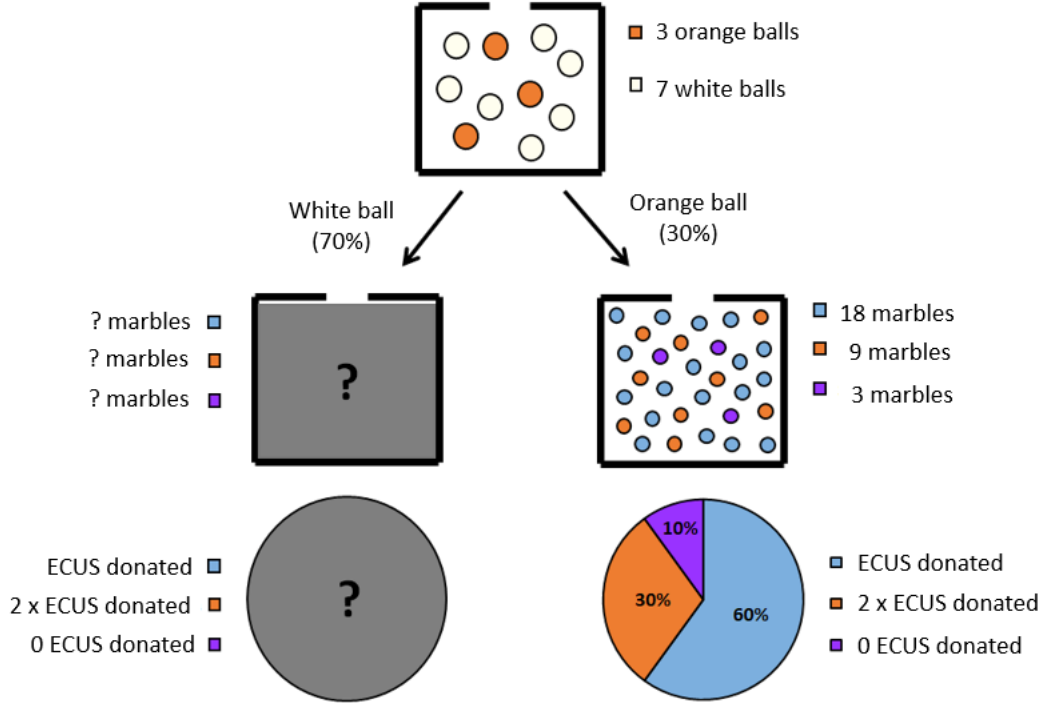 3 orange balls
7 white balls
White ball
(70%)
Orange ball
(30%)
? marbles
? marbles
? marbles
?
18 marbles
9 marbles
3 marbles
ECUS donated
2 x ECUS donated
0 ECUS donated
?
10%
30%
60%
ECUS donated
2 x ECUS donated
0 ECUS donated